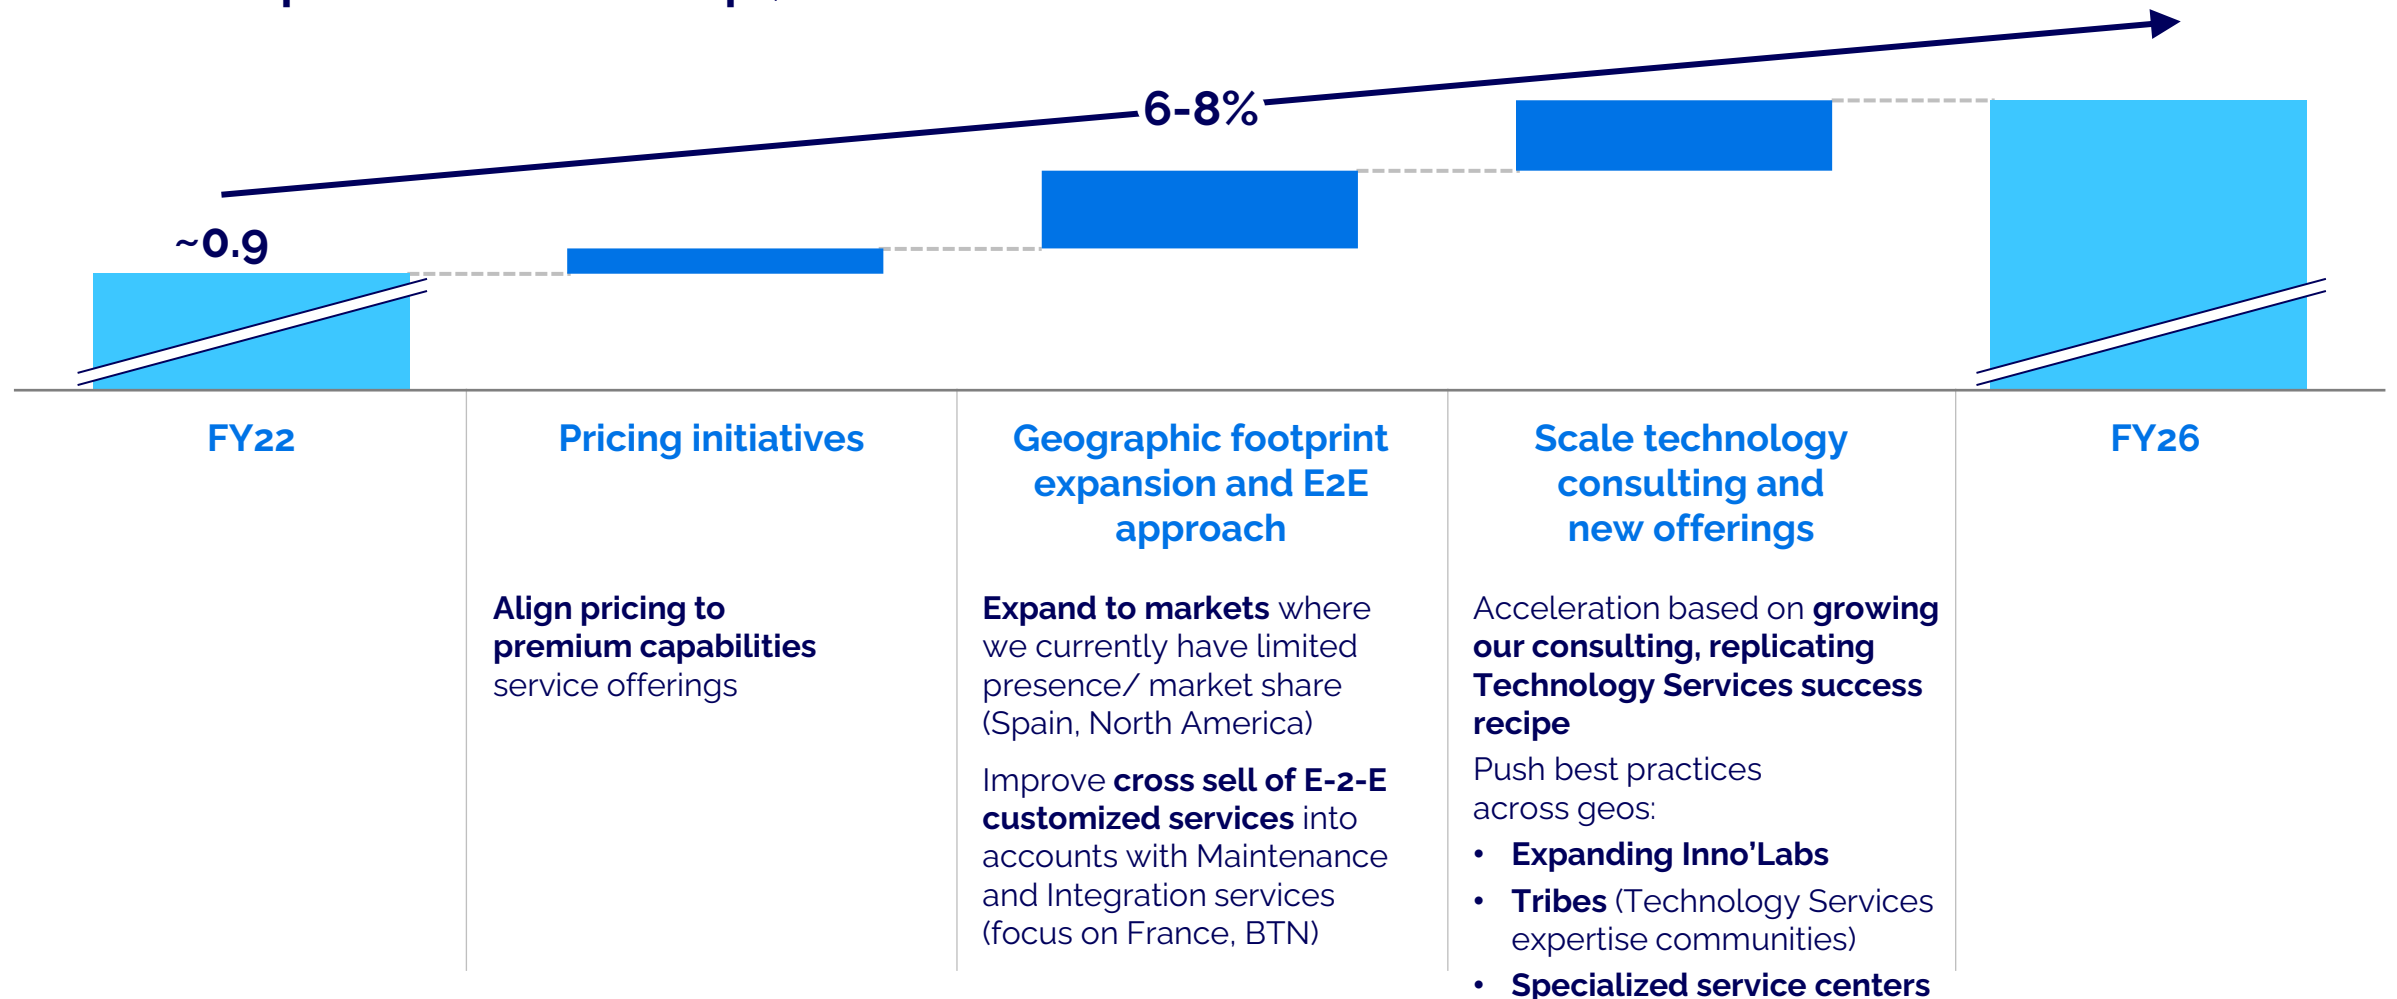 6-8%
~0.9
FY22
Pricing initiatives
Align pricing to
premium capabilities
service offerings
Geographic footprint
expansion and E2E
approach
Expand to markets where
we currently have limited
presence/ market share
(Spain, North America)
Improve cross sell of E-2-E
customized services into
accounts with Maintenance
and Integration services
(focus on France, BTN)
Scale technology
consulting and
new offerings
Acceleration based on growing
our consulting, replicating
Technology Services success
recipe
Push best practices
across geos:
• Expanding Inno'Labs
• Tribes (Technology Services
expertise communities)
• Specialized service centers
FY26